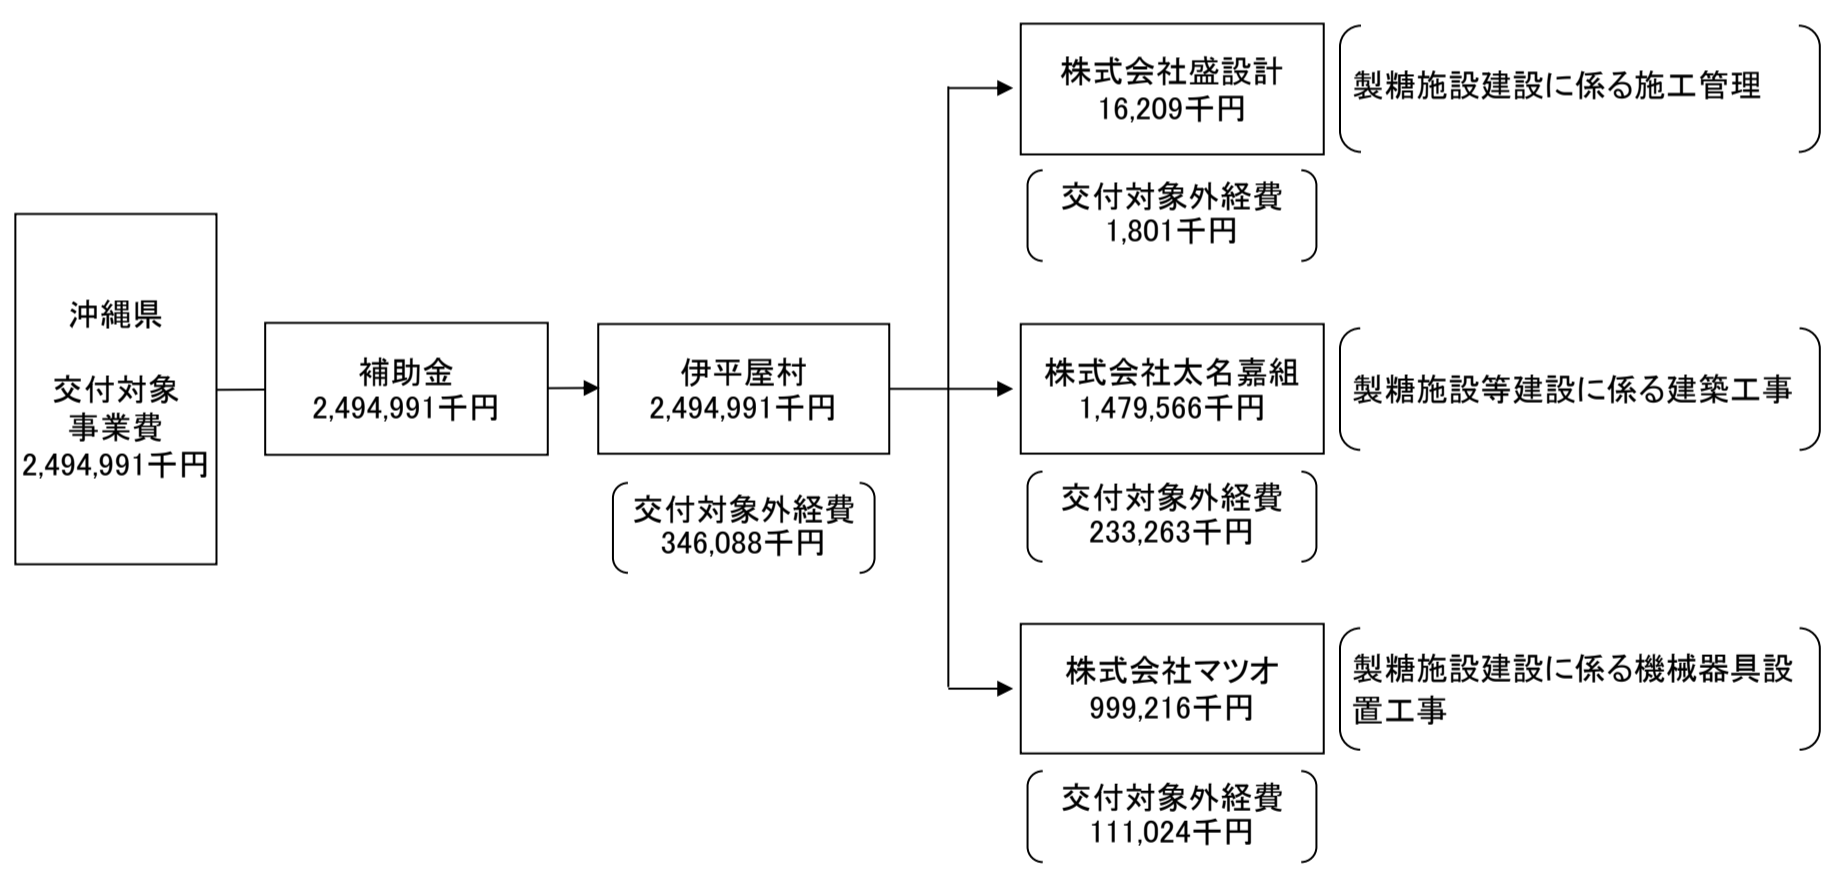 沖縄県
交付対象
事業費
2,494,991千円
補助金
2,494,991千円
伊平屋村
2,494,991千円
交付対象外経費
346,088千円
株式会社盛設計
16,209千円
製糖施設建設に係る施工管理
交付対象外経費
1,801千円
株式会社太名嘉組
1,479,566千円
製糖施設等建設に係る建築工事
交付対象外経費
233,263千円
株式会社マツオ
999,216千円
製糖施設建設に係る機械器具設
置工事
交付対象外経費
111,024千円